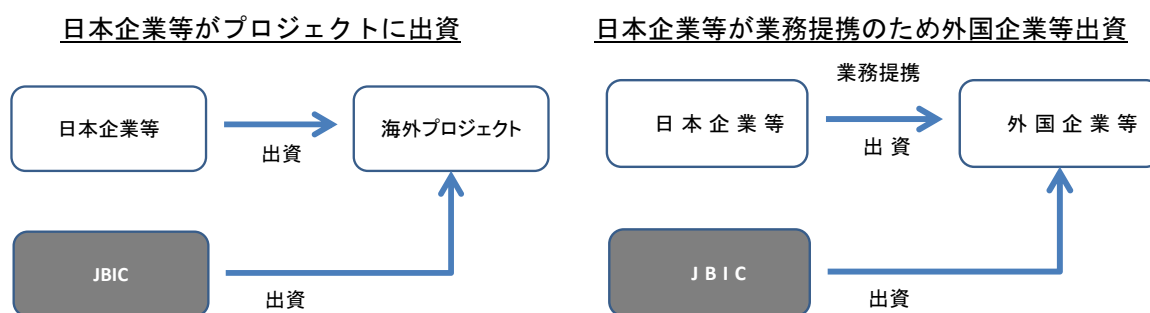 日本企業等がプロジェクトに出資
日本企業等
出資
海外プロジェクト
JBIC
出資
日本企業等が業務提携のため外国企業等出資
業務提携
日 本 企 業 等
出 資
外 国 企 業 等
J B I C
出資